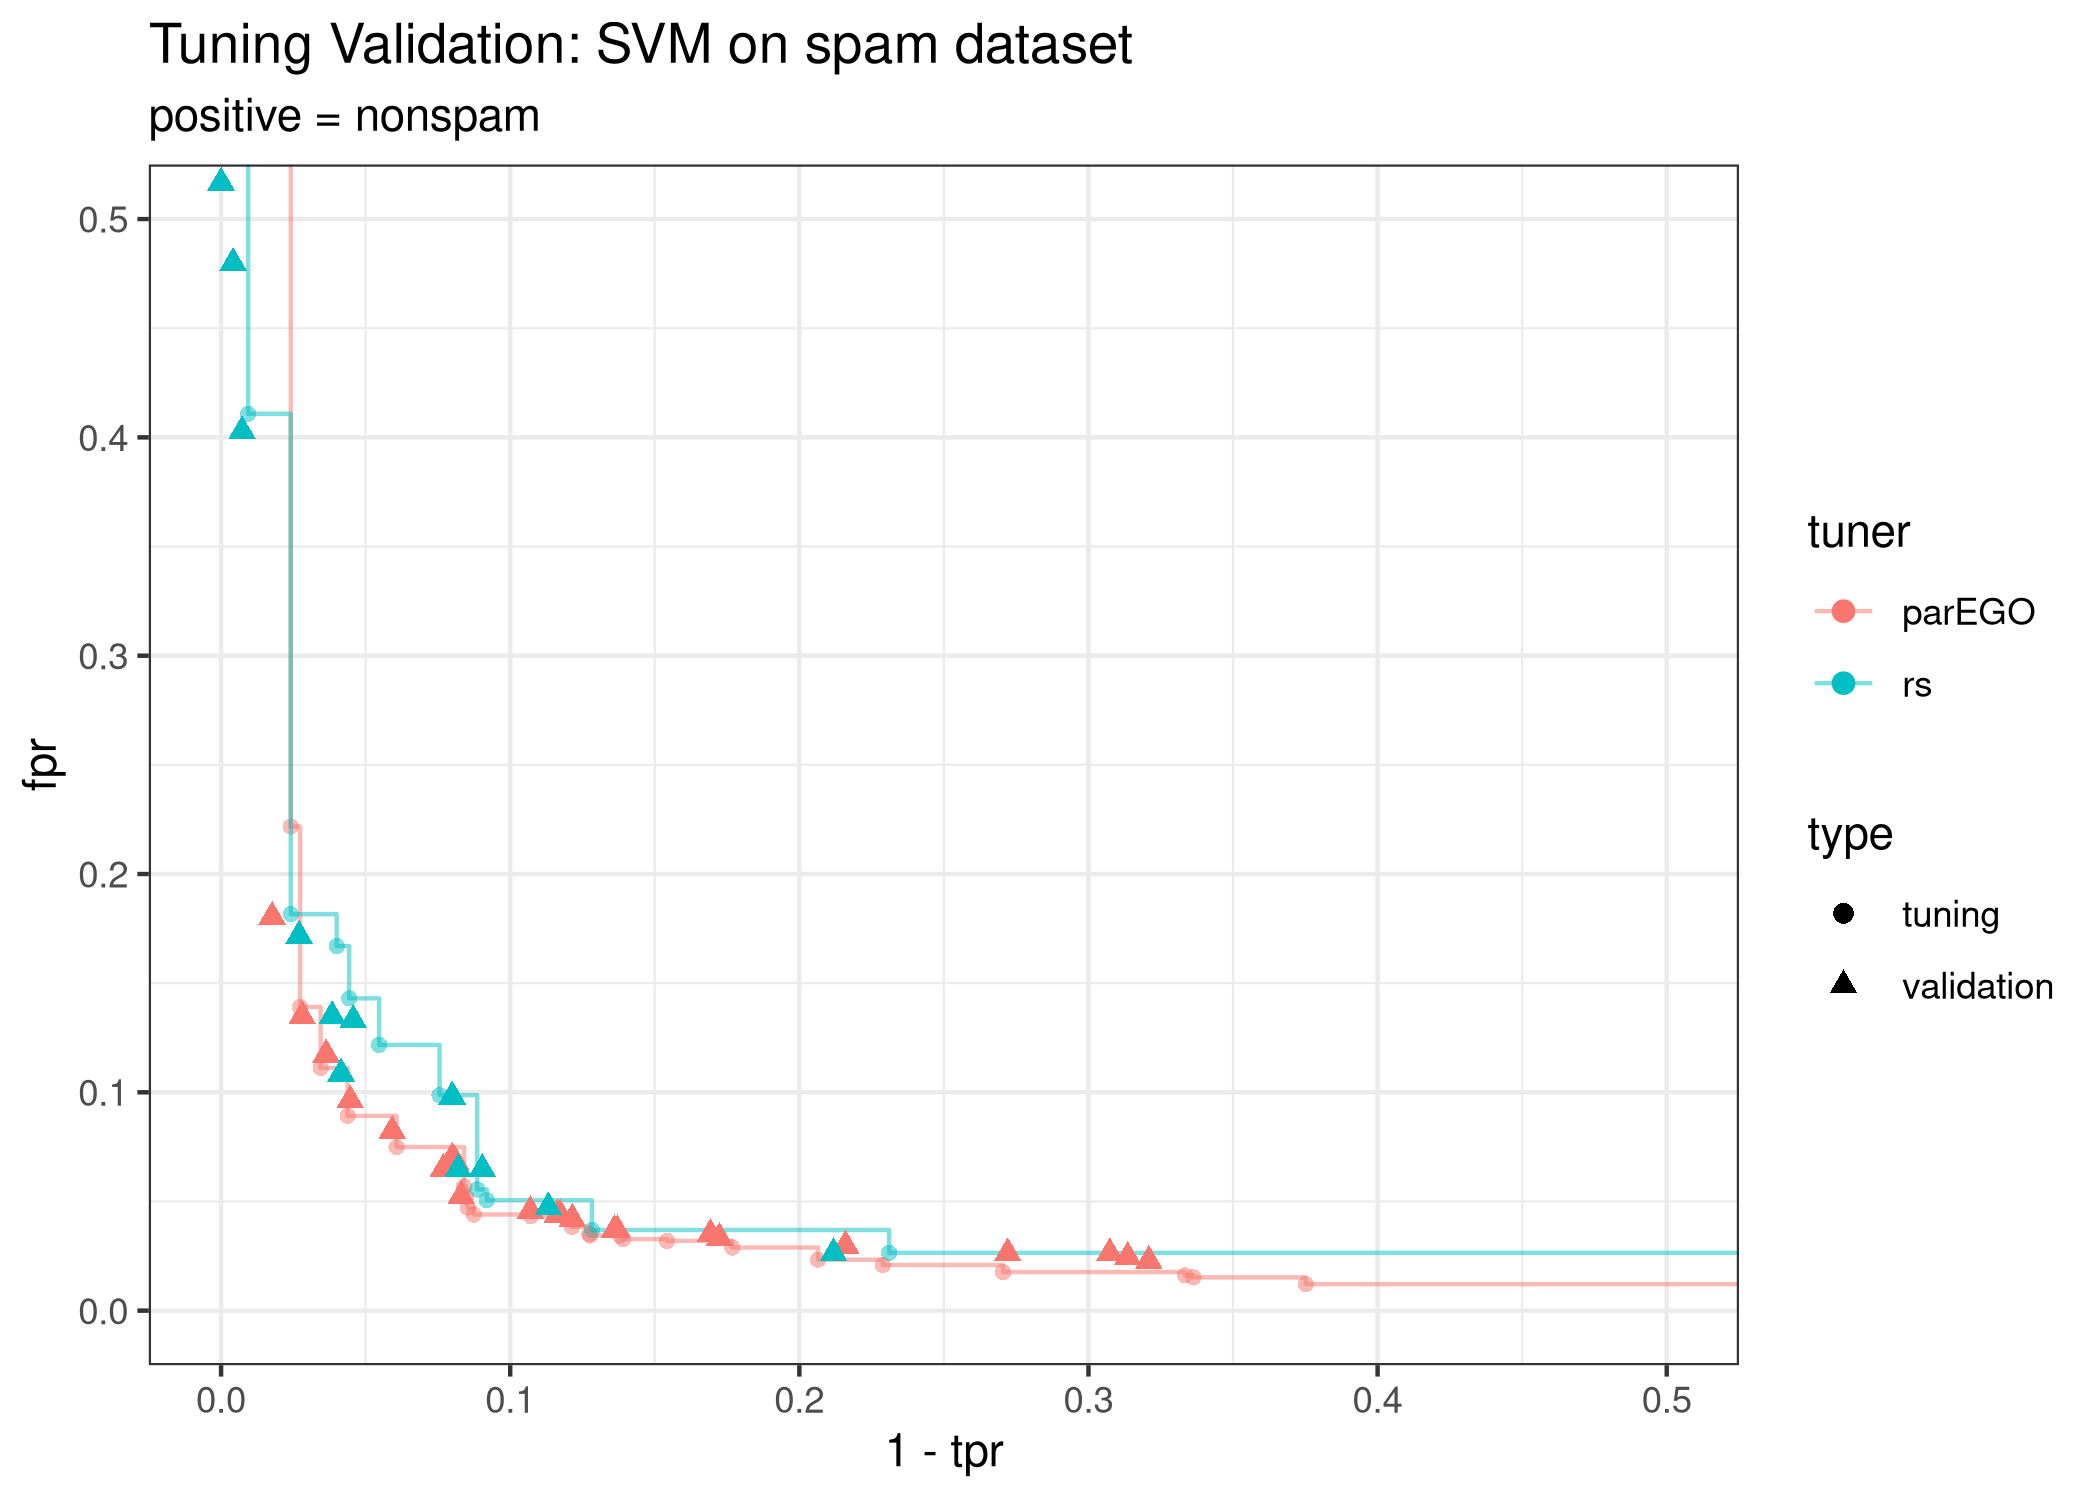 Tuning Validation: SVM on spam dataset
positive = nonspam
fpr
0.5
0.4
0.3
0.2
0.1
0.0
0.0 0.1 0.2 0.3 0.4 0.5
1 - tpr
tuner
parEGO
rs
type
tuning
validation